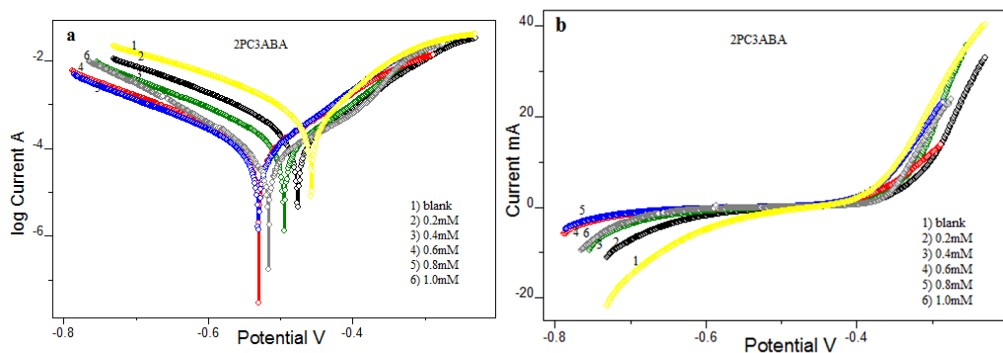 a
2PC3ABA
log Current A
-2
-4
-6
1
2
3
4
5
6
1) blank
2) 0.2mM
3) 0.4mM
4) 0.6mM
5) 0.8mM
6) 1.0mM
-0.8
-0.6
-0.4
Potential V
b
2PC3ABA
Current mA
40
20
0
-20
5
4
6
3
2
1
1) blank
2) 0.2mM
3) 0.4mM
4) 0.6mM
5) 0.8mM
6) 1.0mM
-0.8
-0.6
-0.4
Potential V